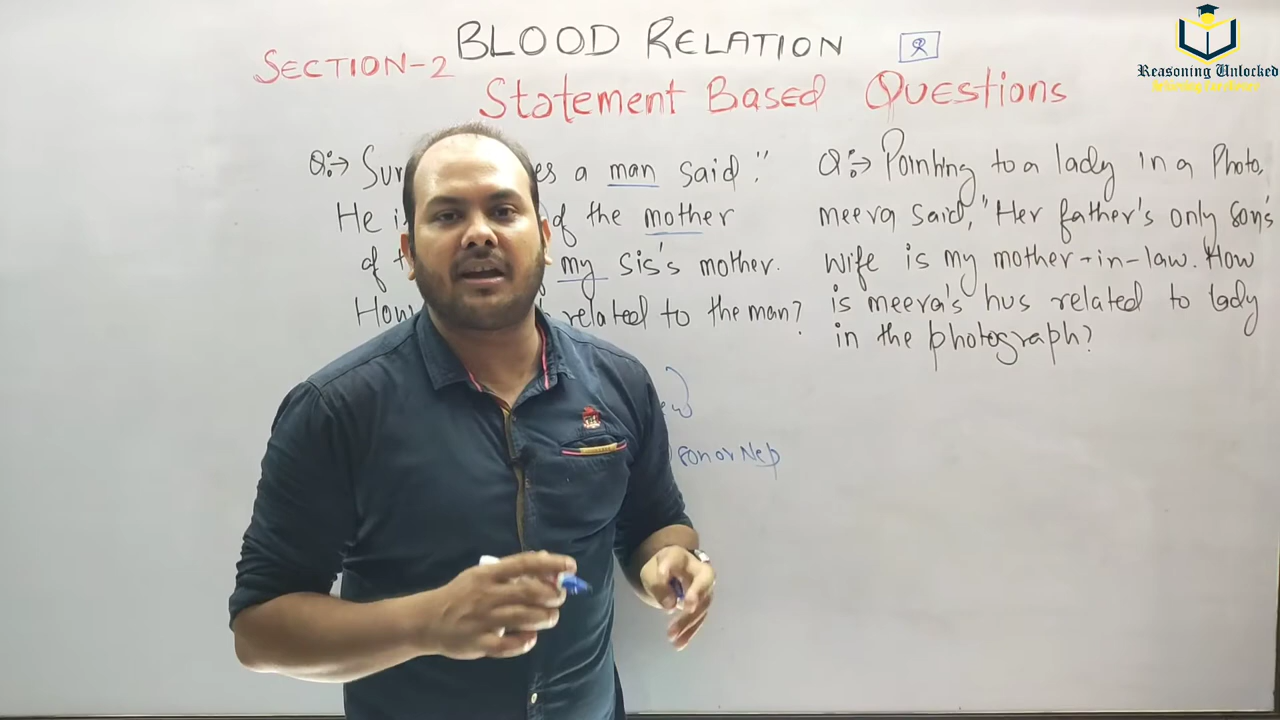 BLOOD RELATION
2
SECTION-2
Statement Based Questions
Reasoning Unlocked
Q:→ Sur es a man said "
He is of the mother
of my sis's mother.
How related to the man?
son or Nep
Q:→ Pointing to a lady in a Photo,
meera said, "Her father's only son's
wife is my mother-in-law. How
is meera's hus related to lady
in the photograph?